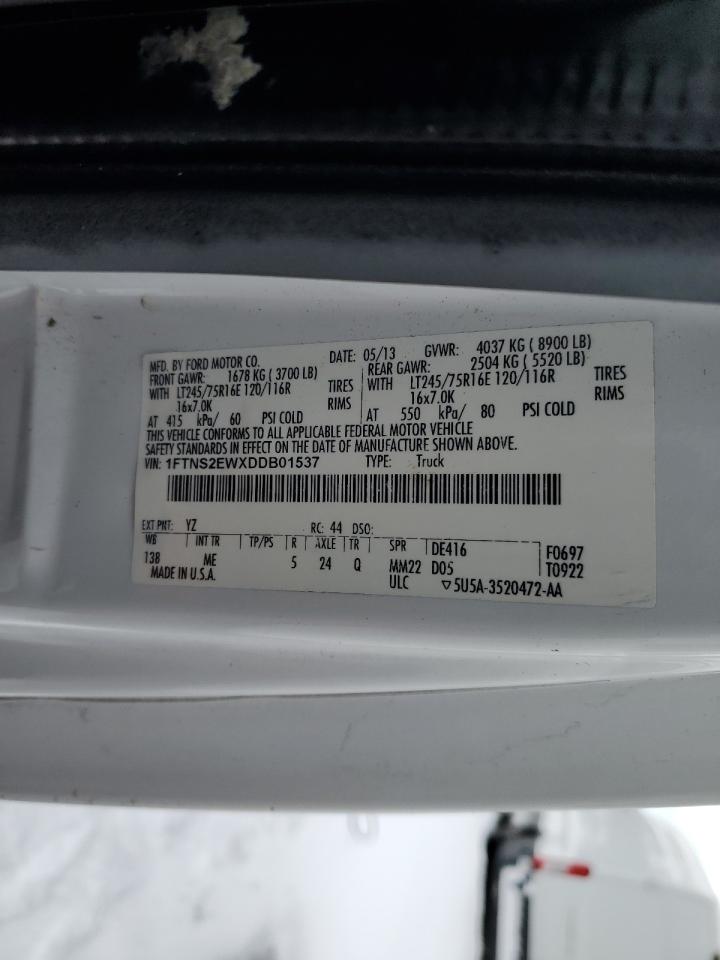 MFD. BY FORD MOTOR CO. DATE: 05/13 GVWR: 4037 KG ( 8900 LB)
FRONT GAWR: 1678 KG ( 3700 LB) REAR GAWR: 2504 KG ( 5520 LB)
WITH LT245/75R16E 120/116R TIRES WITH LT245/75R16E 120/116R TIRES
16x7.0K RIMS 16x7.0K RIMS
AT 415 kPa/ 60 PSI COLD AT 550 kPa/ 80 PSI COLD
THIS VEHICLE CONFORMS TO ALL APPLICABLE FEDERAL MOTOR VEHICLE
SAFETY STANDARDS IN EFFECT ON THE DATE OF MANUFACTURE SHOWN ABOVE.
VIN: 1FTNS2EWXDDB01537 TYPE: Truck
EXT PNT: YZ RC: 44 DSO:
WB INT TR TP/PS R AXLE TR SPR DE416 F0697
138 ME 5 24 Q MM22 D05 T0922
MADE IN U.S.A. ULC ▽5U5A-3520472-AA